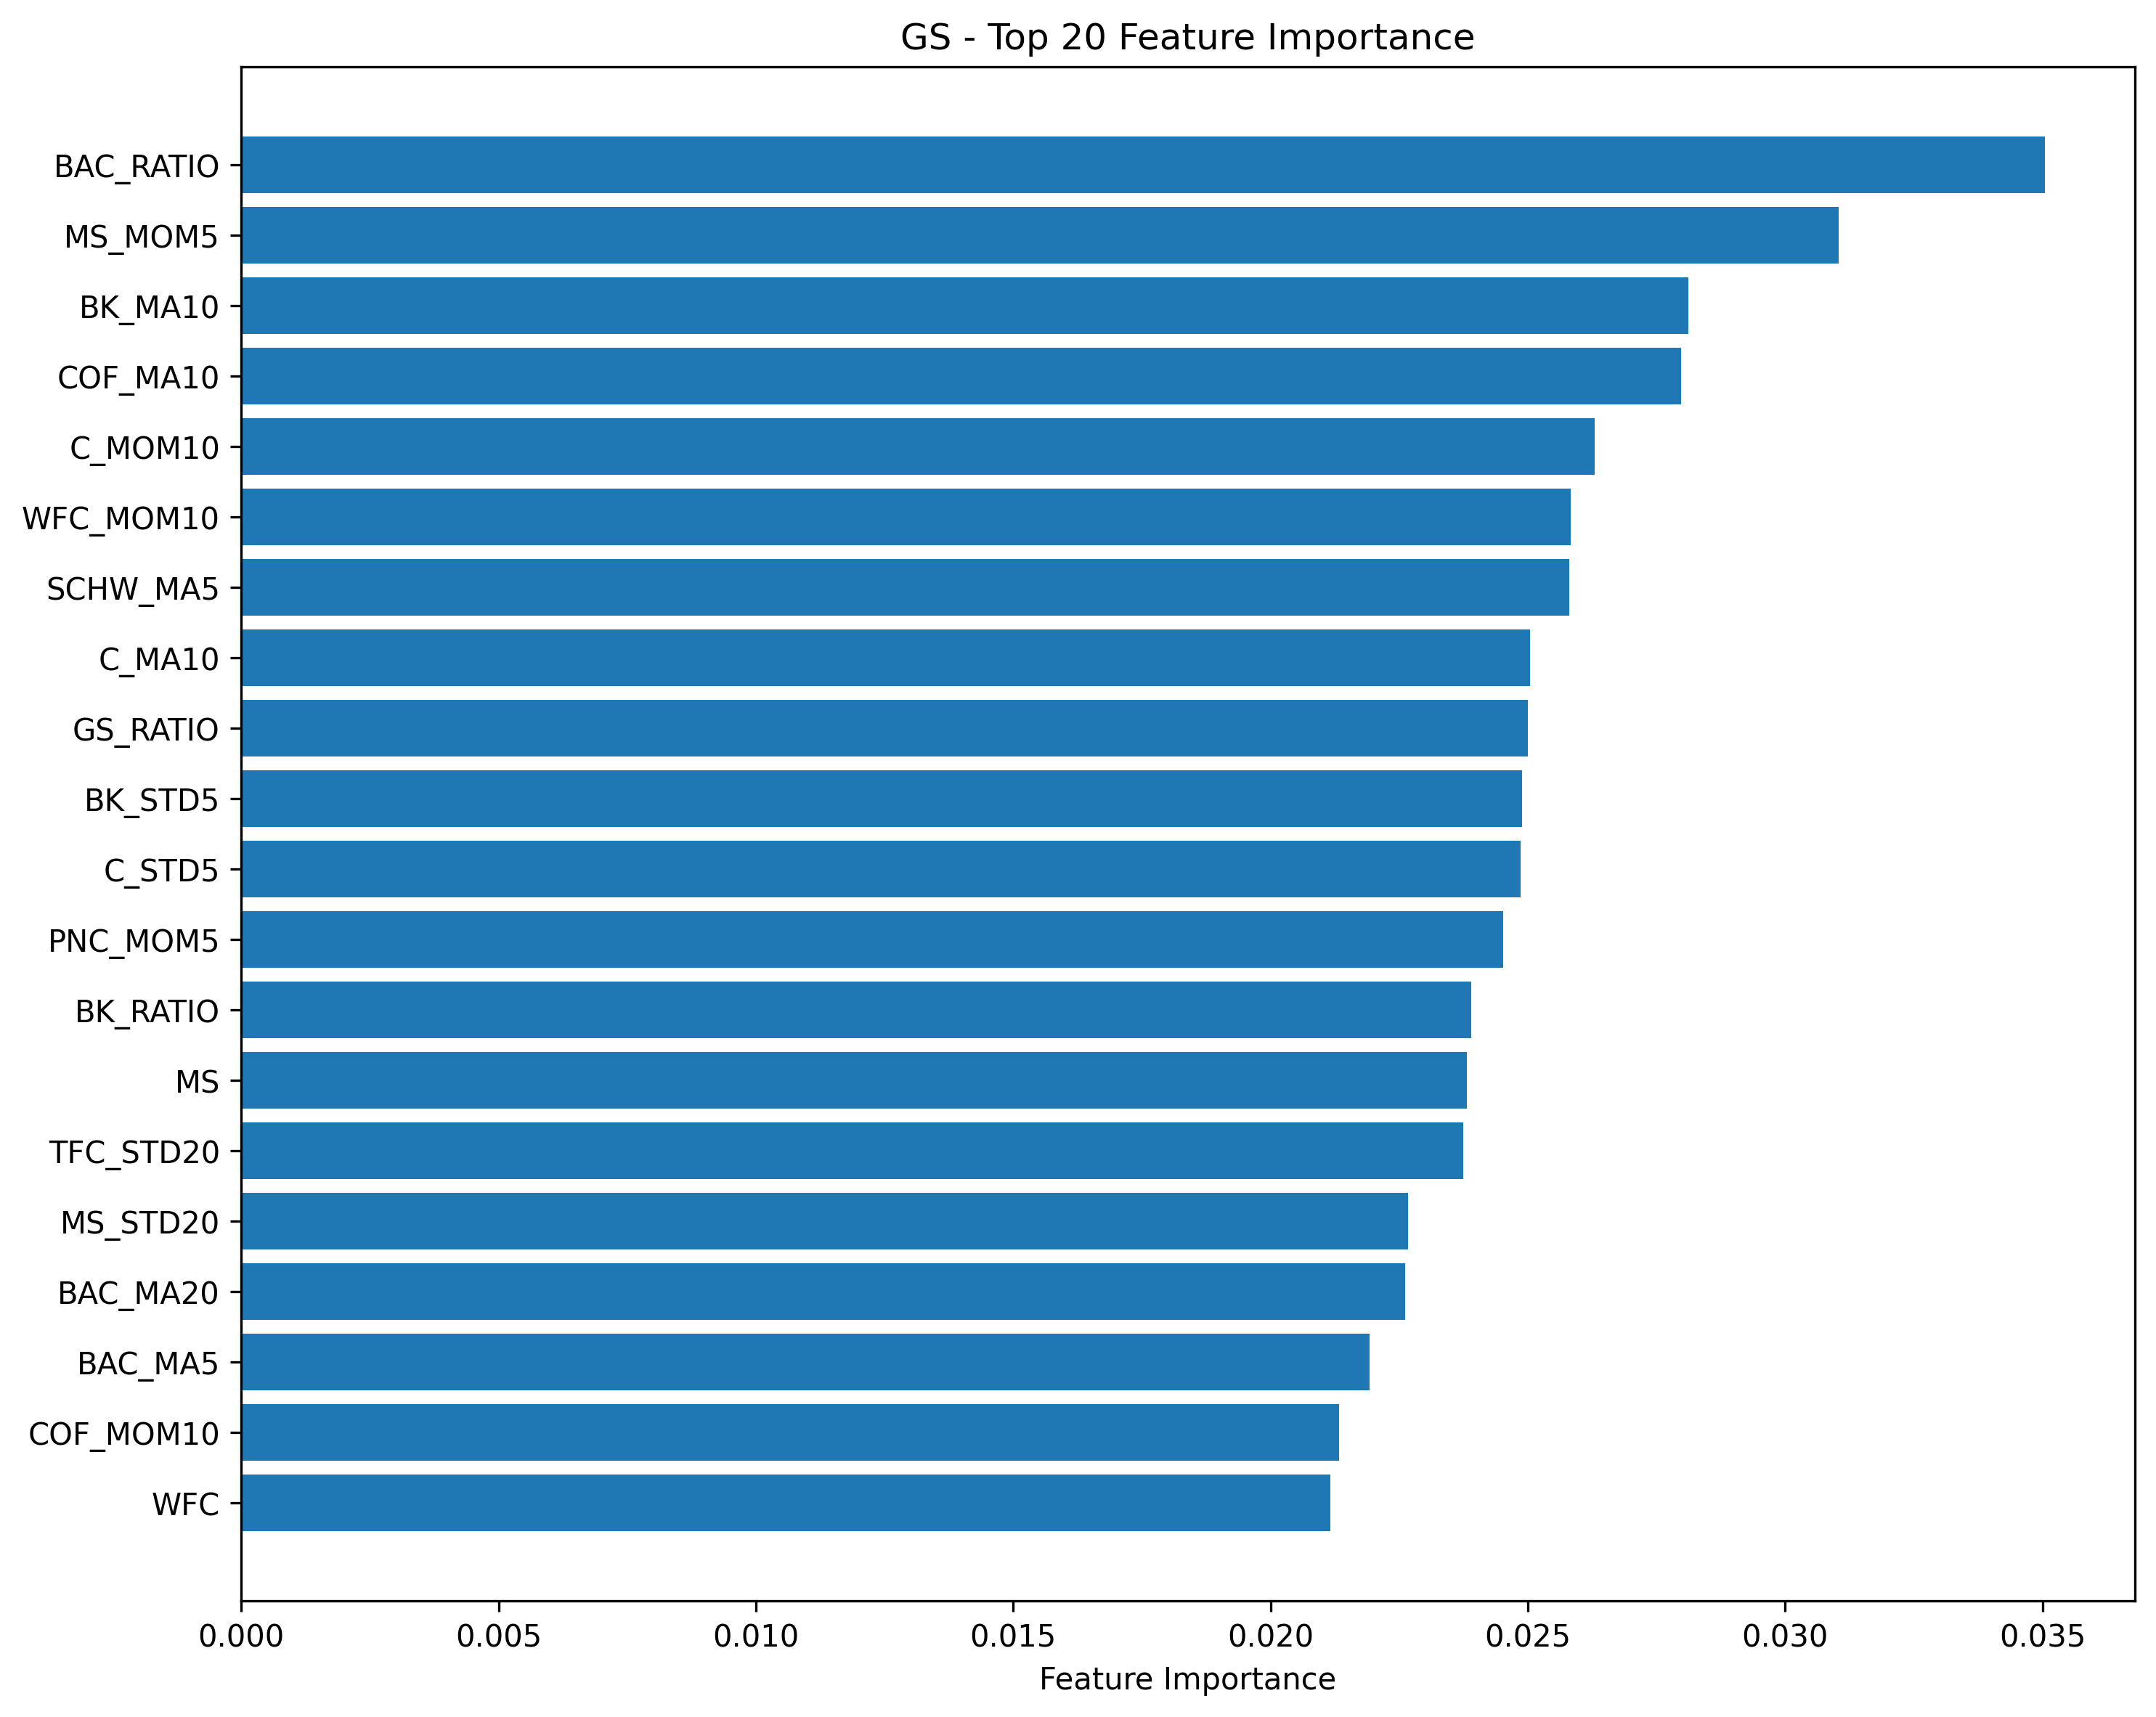 GS - Top 20 Feature Importance
BAC_RATIO
MS_MOM5
BK_MA10
COF_MA10
C_MOM10
WFC_MOM10
SCHW_MA5
C_MA10
GS_RATIO
BK_STD5
C_STD5
PNC_MOM5
BK_RATIO
MS
TFC_STD20
MS_STD20
BAC_MA20
BAC_MA5
COF_MOM10
WFC
0.000 0.005 0.010 0.015 0.020 0.025 0.030 0.035
Feature Importance